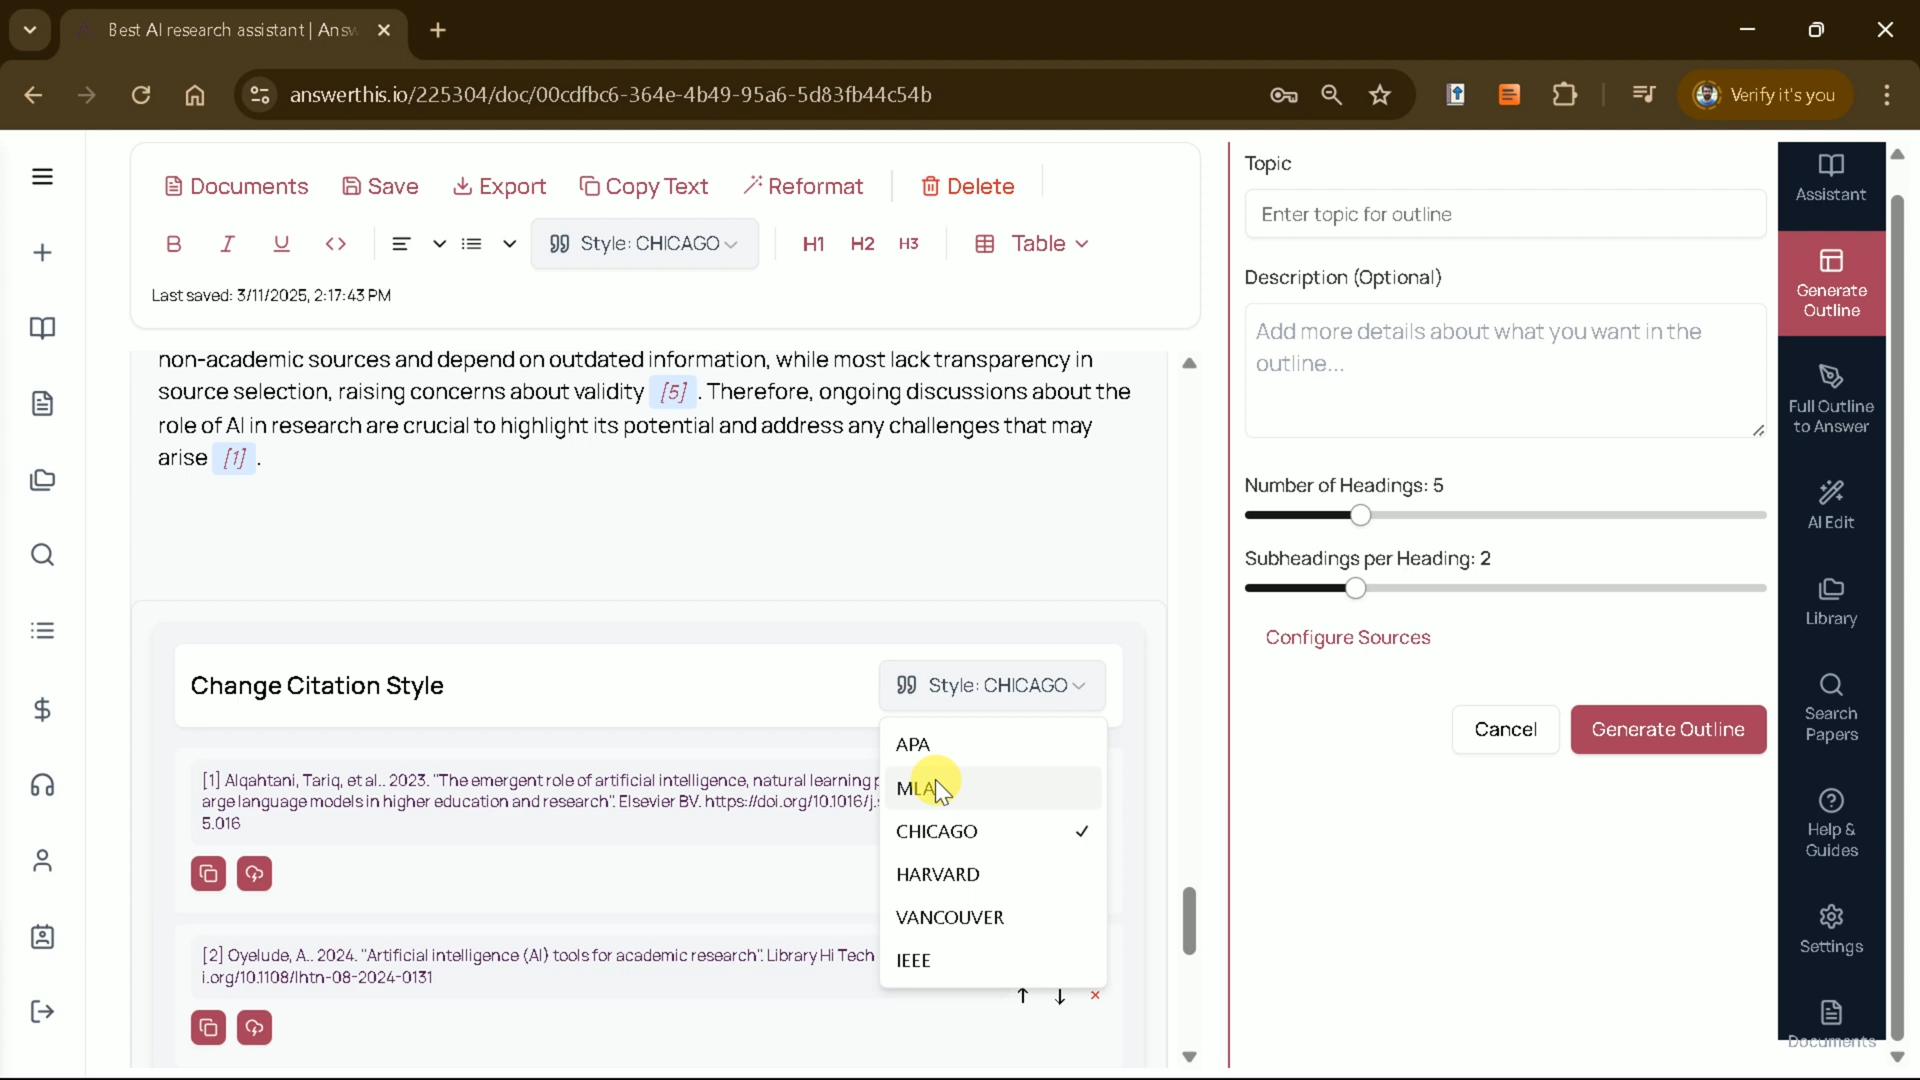 Best AI research assistant | Answ
answerthis.io/225304/doc/00cdfbc6-364e-4b49-95a6-5d83fb44c54b
Verify it's you
Documents
Save
Export
Copy Text
Reformat
Delete
B
I
U
<>
Style: CHICAGO
H1
H2
H3
Table
Last saved: 3/11/2025, 2:17:43 PM
non-academic sources and depend on outdated information, while most lack transparency in
source selection, raising concerns about validity [5]. Therefore, ongoing discussions about the
role of AI in research are crucial to highlight its potential and address any challenges that may
arise [1].
Change Citation Style
Style: CHICAGO
APA
MLA
CHICAGO
HARVARD
VANCOUVER
IEEE
[1] Alqahtani, Tariq, et al.. 2023. "The emergent role of artificial intelligence, natural learning p
arge language models in higher education and research". Elsevier BV. https://doi.org/10.1016/j.
5.016
[2] Oyelude, A.. 2024. "Artificial intelligence (AI) tools for academic research". Library Hi Tech
i.org/10.1108/lhtn-08-2024-0131
Topic
Enter topic for outline
Description (Optional)
Add more details about what you want in the
outline...
Number of Headings: 5
Subheadings per Heading: 2
Configure Sources
Cancel
Generate Outline
Assistant
Generate
Outline
Full Outline
to Answer
AI Edit
Library
Search
Papers
Help &
Guides
Settings
Documents